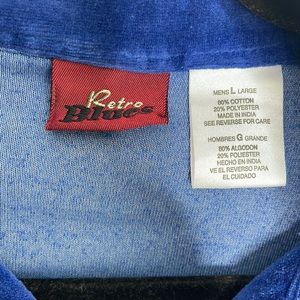 Retro
Blues
MENS L LARGE
80% COTTON
20% POLYESTER
MADE IN INDIA
SEE REVERSE FOR CARE
HOMBRES G GRANDE
80% ALGODON
20% POLIESTER
HECHO EN INDIA
VE EL REVERSO PARA
EL CUIDADO